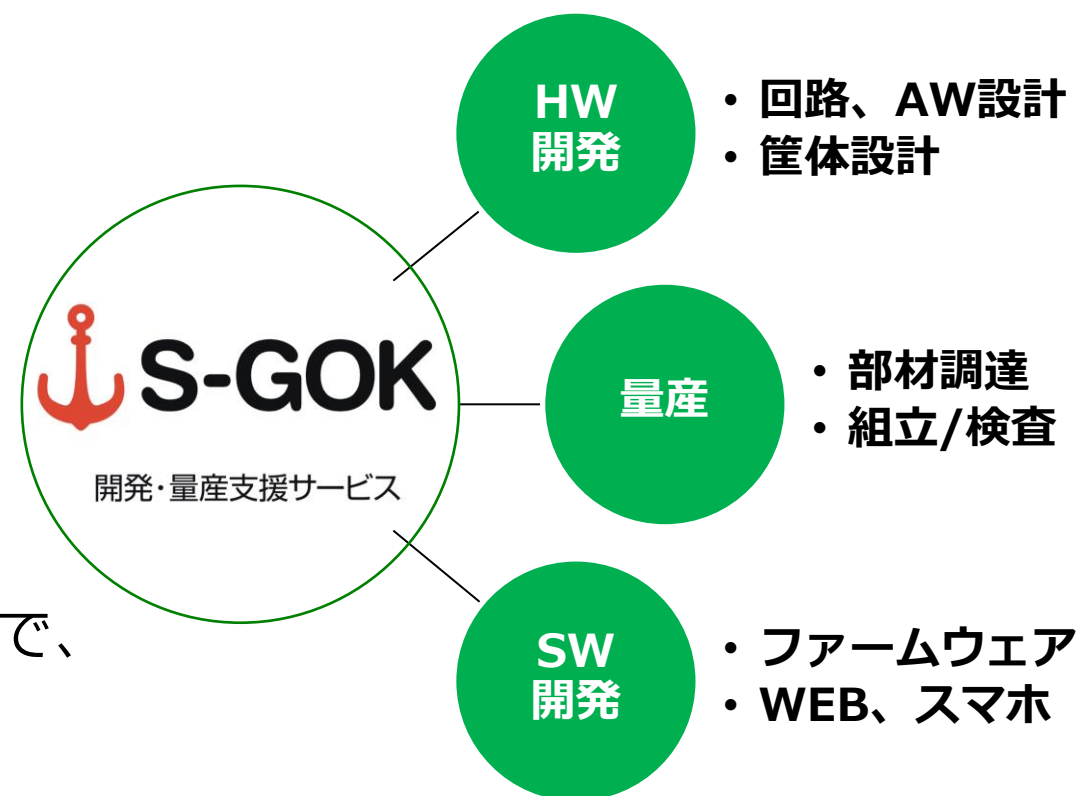 HW
開発
• 回路、AW設計
• 筐体設計
S-GOK
開発・量産支援サービス
量産
• 部材調達
• 組立/検査
で、
SW
開発
• ファームウェア
• WEB、スマホ